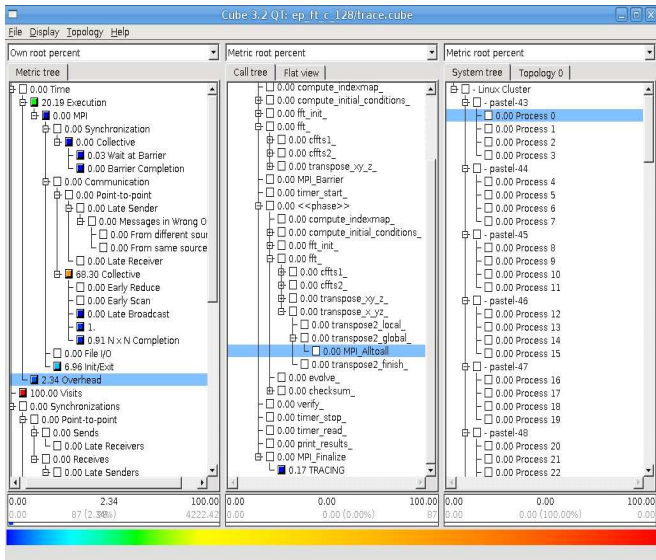 Cube 3.2 QT: ep_ft_c_128/trace.cube
File Display Topology Help
Own root percent
Metric tree
0.00 Time
20.19 Execution
0.00 MPI
0.00 Synchronization
0.00 Collective
0.03 Wait at Barrier
0.00 Barrier Completion
0.00 Communication
0.00 Point-to-point
0.00 Late Sender
0.00 Messages in Wrong O
0.00 From different sour
0.00 From same source
0.00 Late Receiver
68.30 Collective
0.00 Early Reduce
0.00 Early Scan
0.00 Late Broadcast
1.
0.91 N x N Completion
0.00 File I/O
6.96 Init/Exit
2.34 Overhead
100.00 Visits
0.00 Synchronizations
0.00 Point-to-point
0.00 Sends
0.00 Late Receivers
0.00 Receives
0.00 Late Senders
0.00 2.34 100.00
0.00 87 (2.34%) 4222.42
Metric root percent
Call tree Flat view
0.00 compute_indexmap_
0.00 compute_initial_conditions_
0.00 fft_init_
0.00 fft_
0.00 cffts1_
0.00 cffts2_
0.00 transpose_xy_z_
0.00 MPI_Barrier
0.00 timer_start_
0.00 <<phase>>
0.00 compute_indexmap_
0.00 compute_initial_conditions_
0.00 fft_init_
0.00 fft_
0.00 cffts1_
0.00 cffts2_
0.00 transpose_xy_z_
0.00 transpose_x_yz_
0.00 transpose2_local_
0.00 transpose2_global_
0.00 MPI_Alltoall
0.00 transpose2_finish_
0.00 evolve_
0.00 checksum_
0.00 verify_
0.00 timer_stop_
0.00 timer_read_
0.00 print_results_
0.00 MPI_Finalize
0.17 TRACING
0.00 0.00 100.00
0.00 0.00 (0.00%) 87
Metric root percent
System tree Topology 0
- Linux Cluster
- pastel-43
0.00 Process 0
0.00 Process 1
0.00 Process 2
0.00 Process 3
- pastel-44
0.00 Process 4
0.00 Process 5
0.00 Process 6
0.00 Process 7
- pastel-45
0.00 Process 8
0.00 Process 9
0.00 Process 10
0.00 Process 11
- pastel-46
0.00 Process 12
0.00 Process 13
0.00 Process 14
0.00 Process 15
- pastel-47
0.00 Process 16
0.00 Process 17
0.00 Process 18
0.00 Process 19
- pastel-48
0.00 Process 20
0.00 Process 21
0.00 Process 22
0.00 0.00 100.00
0.00 0.00 (100.00%) 0.00